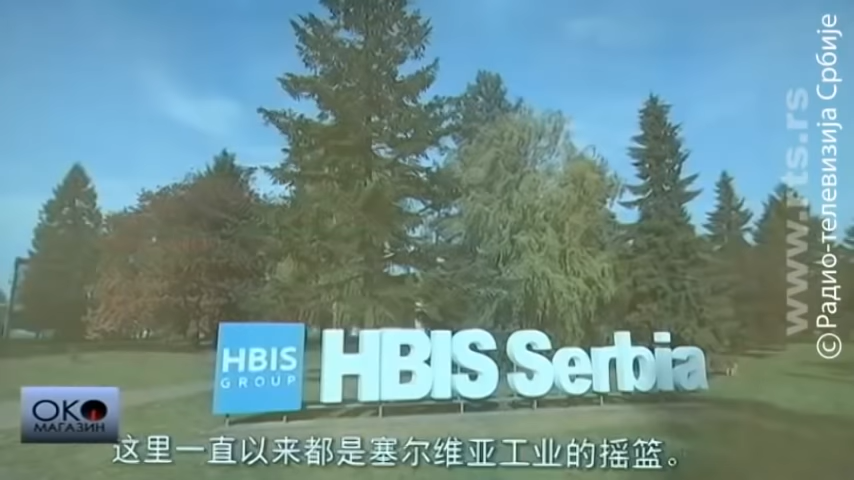 © Радио-телевизија Србије
www.rts.rs
HBIS
GROUP
HBIS Serbia
OKO
МАГАЗИН
这里一直以来都是塞尔维亚工业的摇篮。